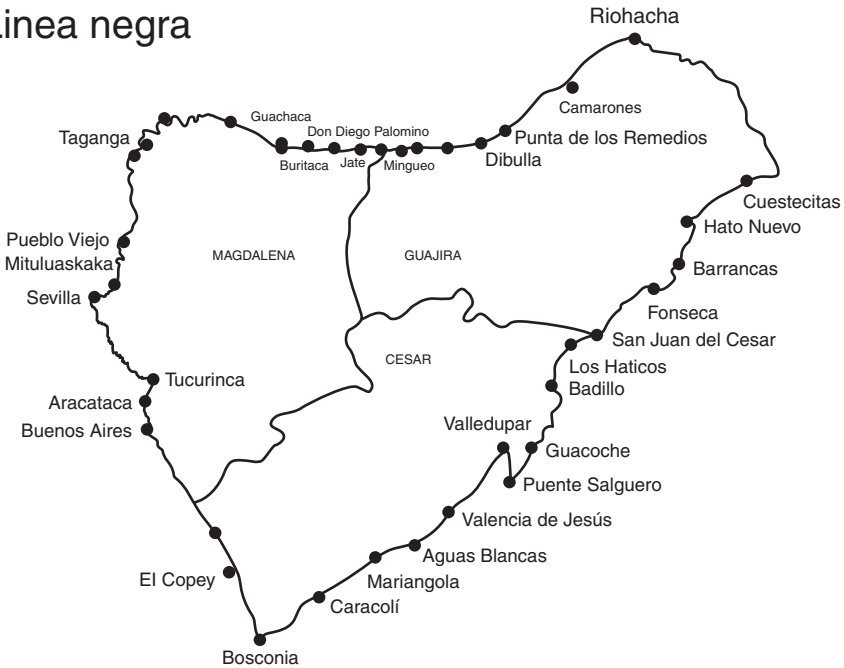 Linea negra
Riohacha
Camarones
Guachaca
Don Diego Palomino
Taganga
Punta de los Remedios
Buritaca
Jate
Mingueo
Dibulla
Cuestecitas
Hato Nuevo
Pueblo Viejo
MAGDALENA
GUAJIRA
Mituluaskaka
Barrancas
Sevilla
Fonseca
San Juan del Cesar
CESAR
Los Haticos
Tucurinca
Badillo
Aracataca
Valledupar
Buenos Aires
Guacoche
Puente Salguero
Valencia de Jesús
Aguas Blancas
El Copey
Mariangola
Caracolí
Bosconia